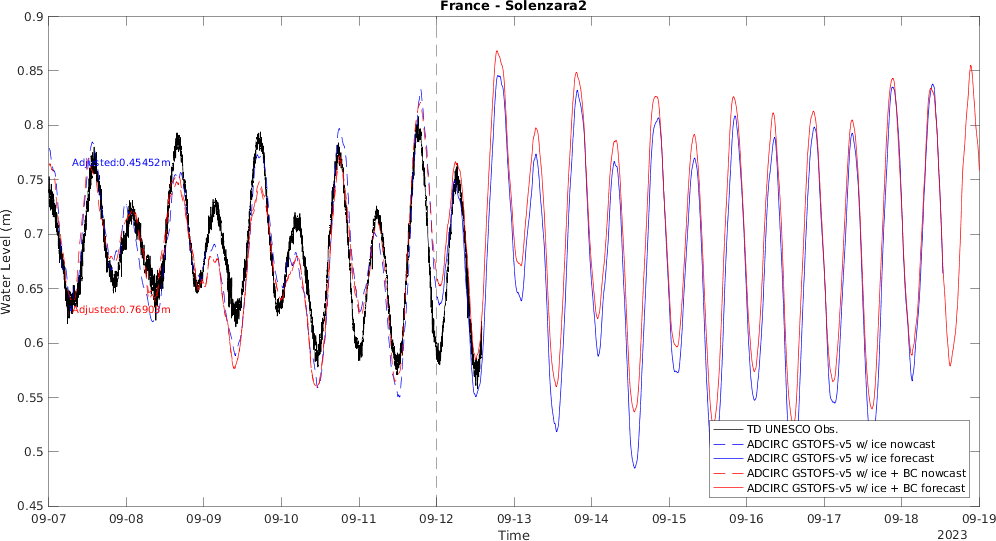 France - Solenzara2
0.9
0.85
0.8
0.75
0.7
0.65
0.6
0.55
0.5
0.45
Water Level (m)
Adjusted:0.45452m
Adjusted:0.76909m
TD UNESCO Obs.
ADCIRC GSTOFS-v5 w/ ice nowcast
ADCIRC GSTOFS-v5 w/ ice forecast
ADCIRC GSTOFS-v5 w/ ice + BC nowcast
ADCIRC GSTOFS-v5 w/ ice + BC forecast
09-07 09-08 09-09 09-10 09-11 09-12 09-13 09-14 09-15 09-16 09-17 09-18 09-19
Time
2023